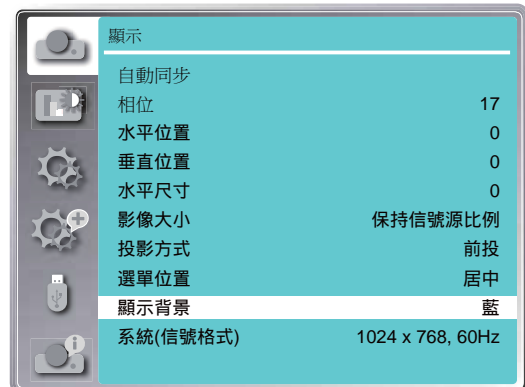 顯示
自動同步
相位 17
水平位置 0
垂直位置 0
水平尺寸 0
影像大小 保持信號源比例
投影方式 前投
選單位置 居中
顯示背景 藍
系統(信號格式) 1024 x 768, 60Hz